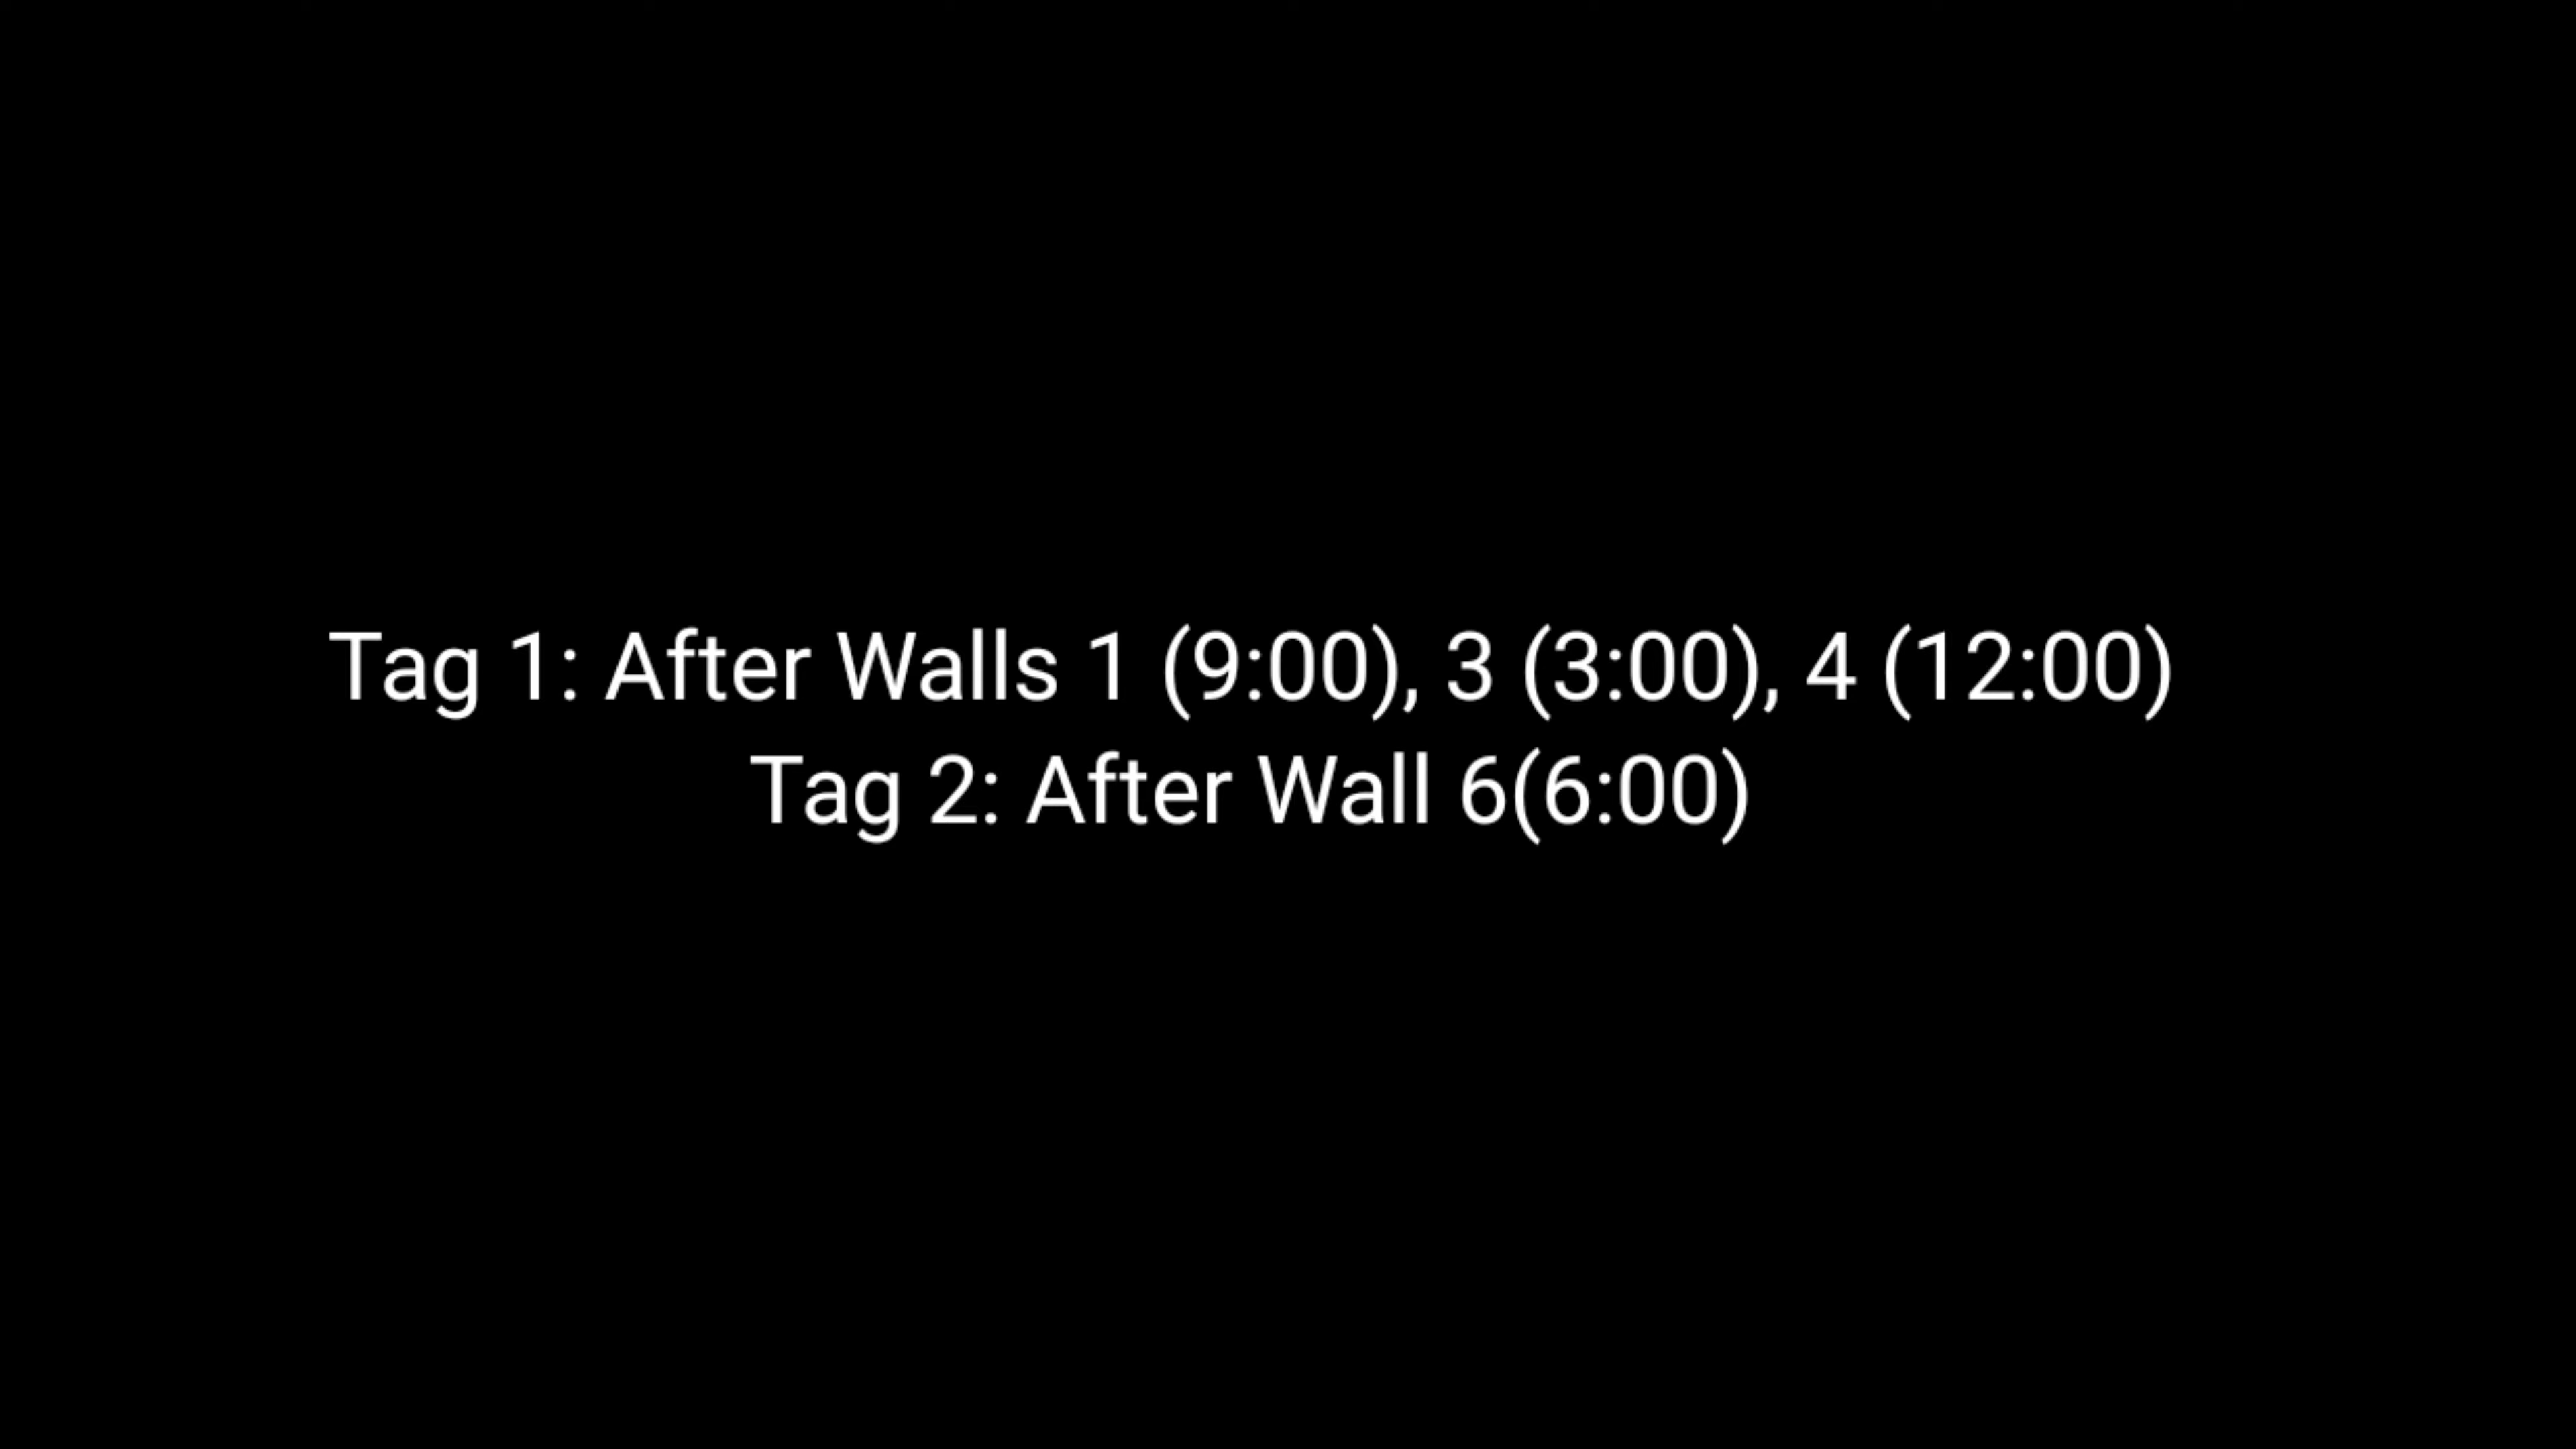 Tag 1: After Walls 1 (9:00), 3 (3:00), 4 (12:00)
Tag 2: After Wall 6(6:00)